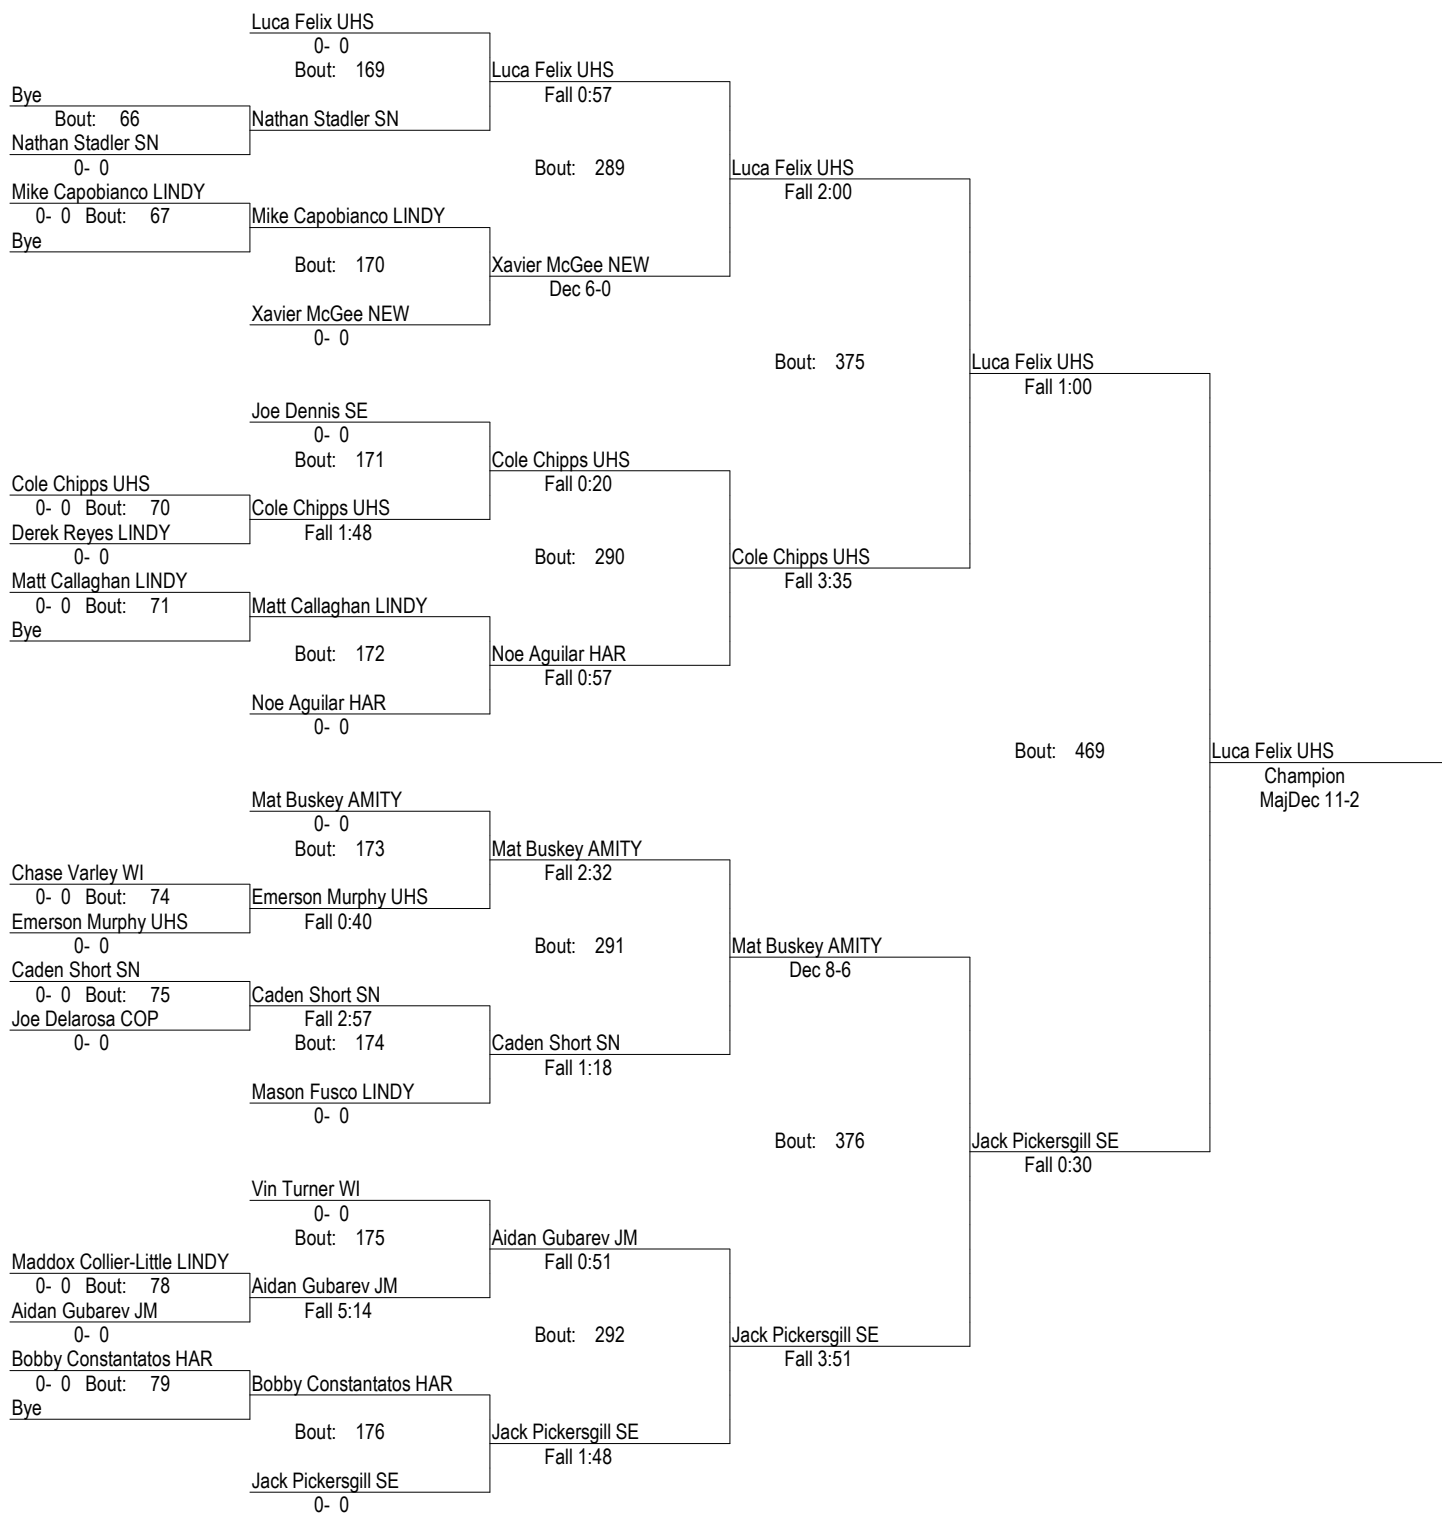 Luca Felix UHS
0- 0
Bout: 169
Luca Felix UHS
Fall 0:57
Bye
Bout: 66
Nathan Stadler SN
Nathan Stadler SN
0- 0
Bout: 289
Luca Felix UHS
Fall 2:00
Mike Capobianco LINDY
0- 0 Bout: 67
Mike Capobianco LINDY
Bye
Bout: 170
Xavier McGee NEW
Dec 6-0
Xavier McGee NEW
0- 0
Bout: 375
Luca Felix UHS
Fall 1:00
Joe Dennis SE
0- 0
Bout: 171
Cole Chipps UHS
Fall 0:20
Cole Chipps UHS
0- 0 Bout: 70
Cole Chipps UHS
Fall 1:48
Derek Reyes LINDY
0- 0
Bout: 290
Cole Chipps UHS
Fall 3:35
Matt Callaghan LINDY
0- 0 Bout: 71
Matt Callaghan LINDY
Bye
Bout: 172
Noe Aguilar HAR
Fall 0:57
Noe Aguilar HAR
0- 0
Bout: 469
Luca Felix UHS
Champion
MajDec 11-2
Mat Buskey AMITY
0- 0
Bout: 173
Mat Buskey AMITY
Fall 2:32
Chase Varley WI
0- 0 Bout: 74
Emerson Murphy UHS
Fall 0:40
Emerson Murphy UHS
0- 0
Bout: 291
Mat Buskey AMITY
Dec 8-6
Caden Short SN
0- 0 Bout: 75
Caden Short SN
Fall 2:57
Joe Delarosa COP
0- 0
Bout: 174
Caden Short SN
Fall 1:18
Mason Fusco LINDY
0- 0
Bout: 376
Jack Pickersgill SE
Fall 0:30
Vin Turner WI
0- 0
Bout: 175
Aidan Gubarev JM
Fall 0:51
Maddox Collier-Little LINDY
0- 0 Bout: 78
Aidan Gubarev JM
Fall 5:14
Aidan Gubarev JM
0- 0
Bout: 292
Jack Pickersgill SE
Fall 3:51
Bobby Constantatos HAR
0- 0 Bout: 79
Bobby Constantatos HAR
Bye
Bout: 176
Jack Pickersgill SE
Fall 1:48
Jack Pickersgill SE
0- 0